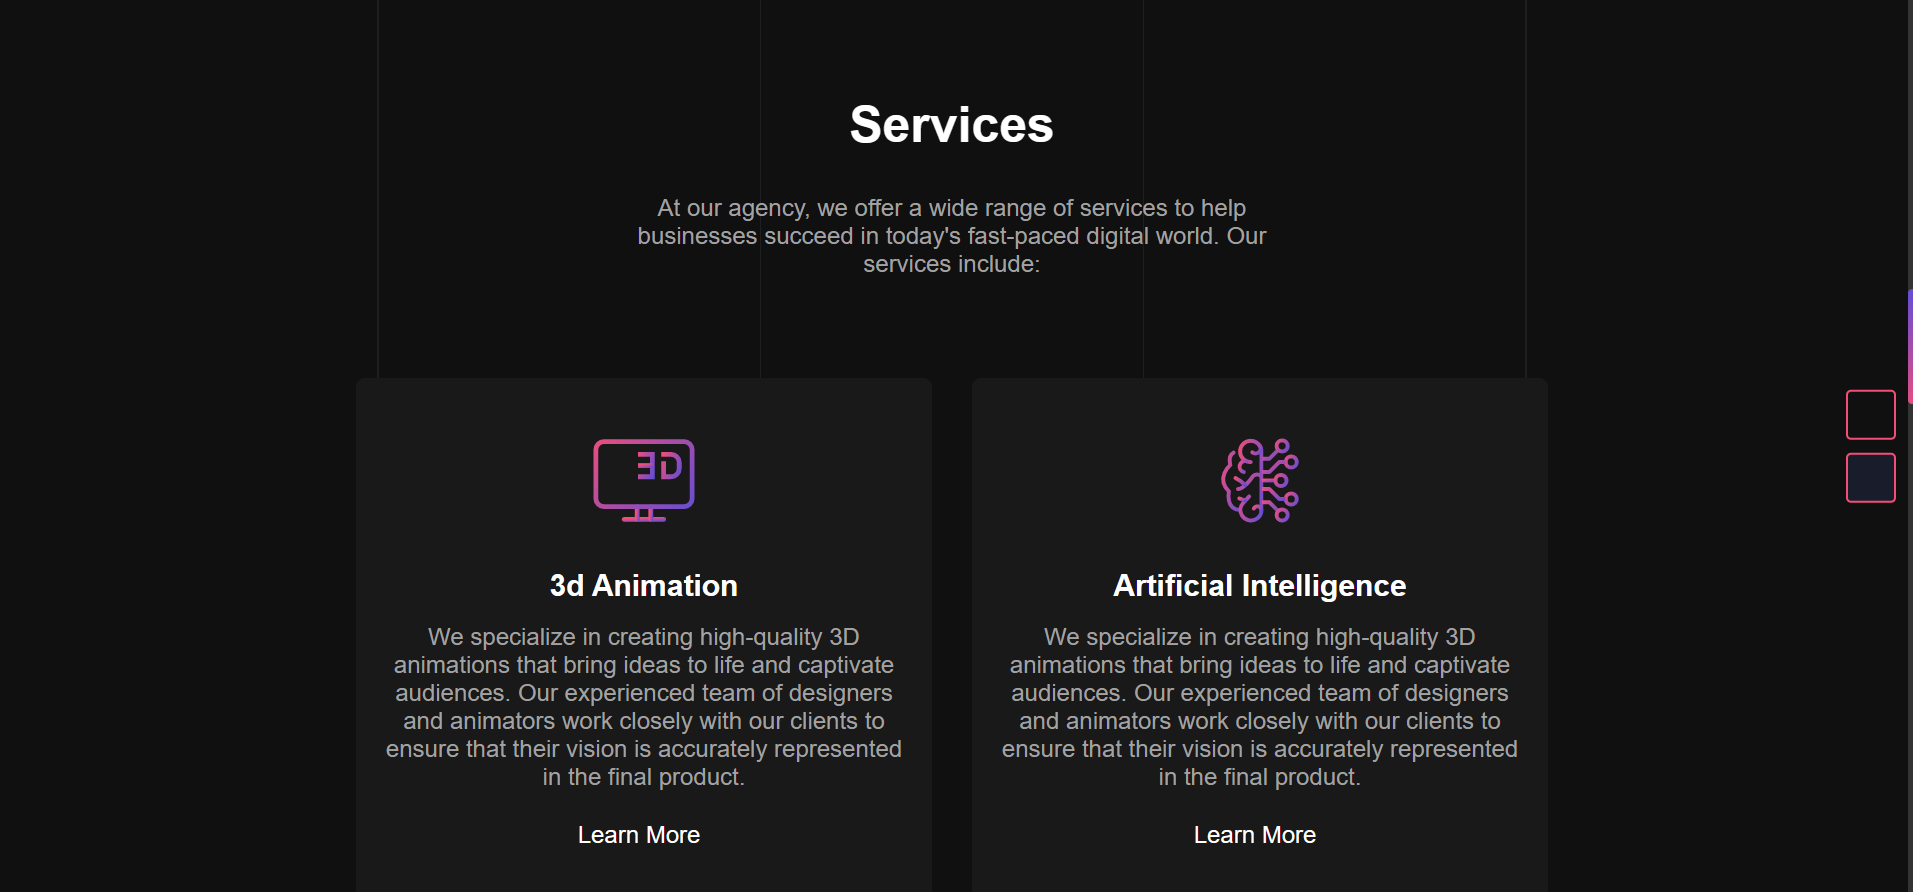 Services
At our agency, we offer a wide range of services to help
businesses succeed in today's fast-paced digital world. Our
services include:
3D
3d Animation
We specialize in creating high-quality 3D
animations that bring ideas to life and captivate
audiences. Our experienced team of designers
and animators work closely with our clients to
ensure that their vision is accurately represented
in the final product.
Learn More
Artificial Intelligence
We specialize in creating high-quality 3D
animations that bring ideas to life and captivate
audiences. Our experienced team of designers
and animators work closely with our clients to
ensure that their vision is accurately represented
in the final product.
Learn More